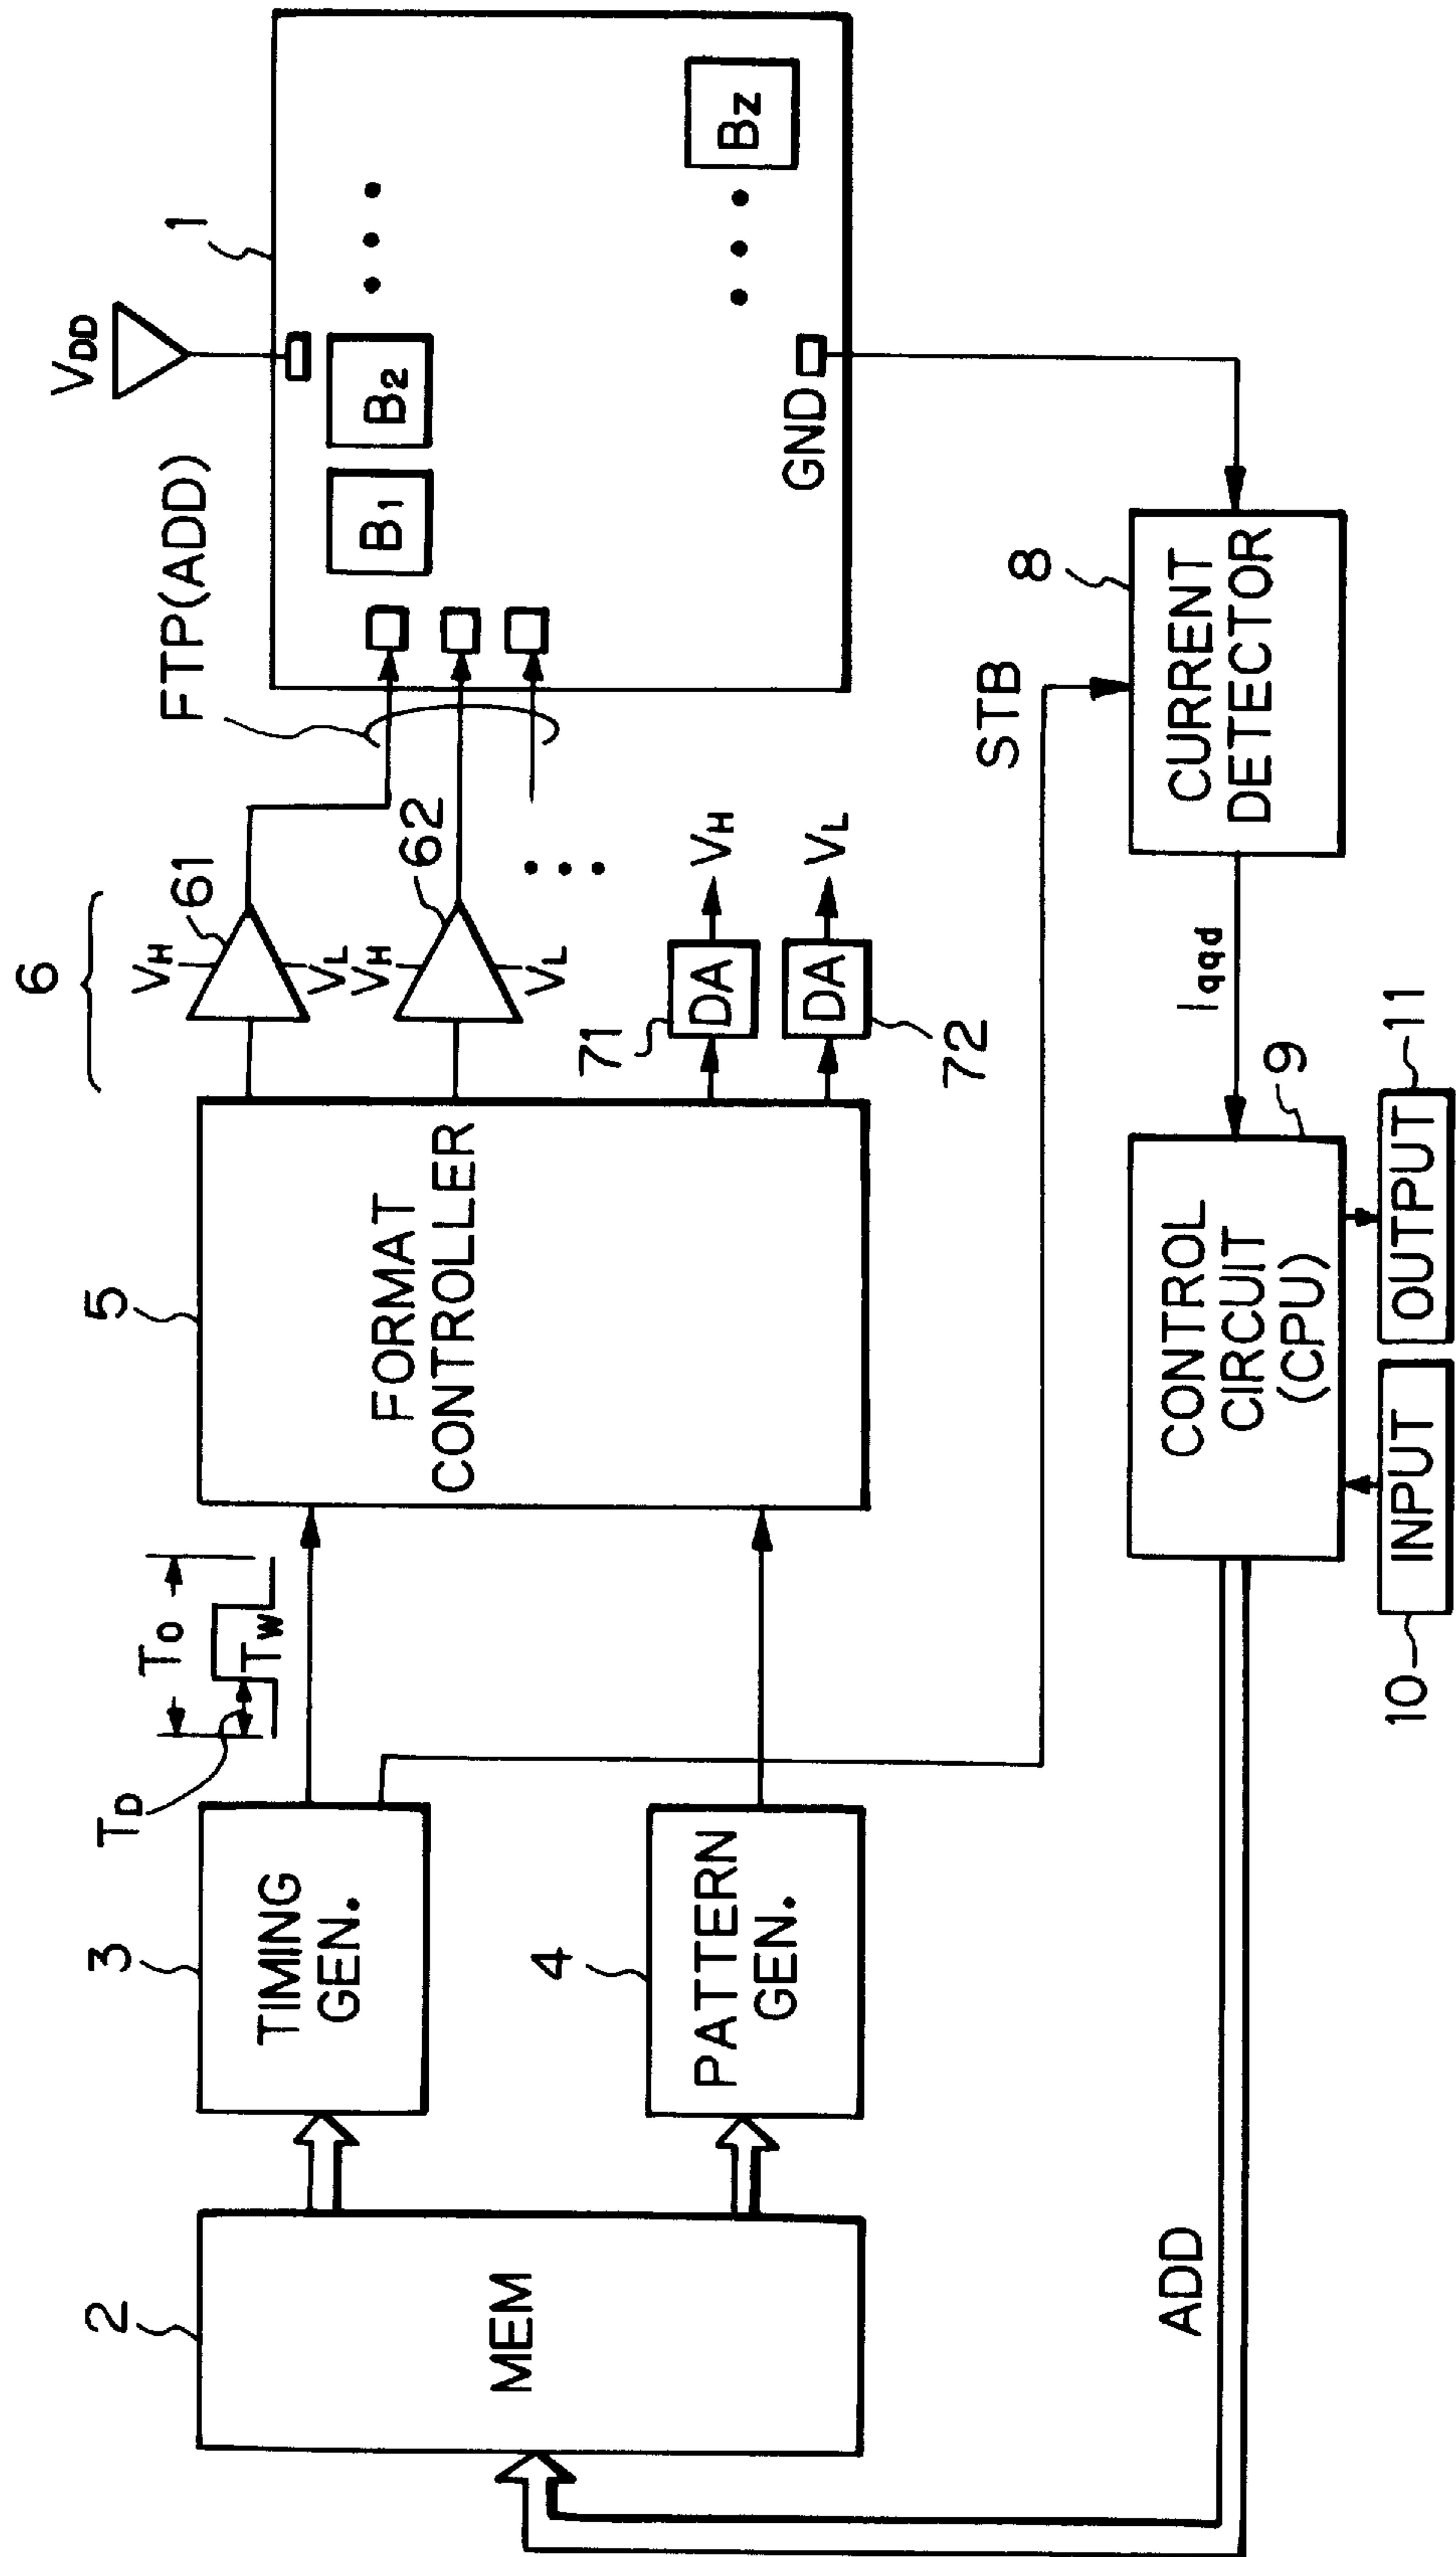 2
MEM
3
TIMING
GEN.
4
PATTERN
GEN.
TD
TO
TW
5
FORMAT
CONTROLLER
6
VH
61
VL
VH
62
VL
71
DA
VH
72
DA
VL
FTP(ADD)
VDD
1
B1
B2
BZ
GND
STB
8
CURRENT
DETECTOR
Iqqd
9
CONTROL
CIRCUIT
(CPU)
10
INPUT
OUTPUT
11
ADD